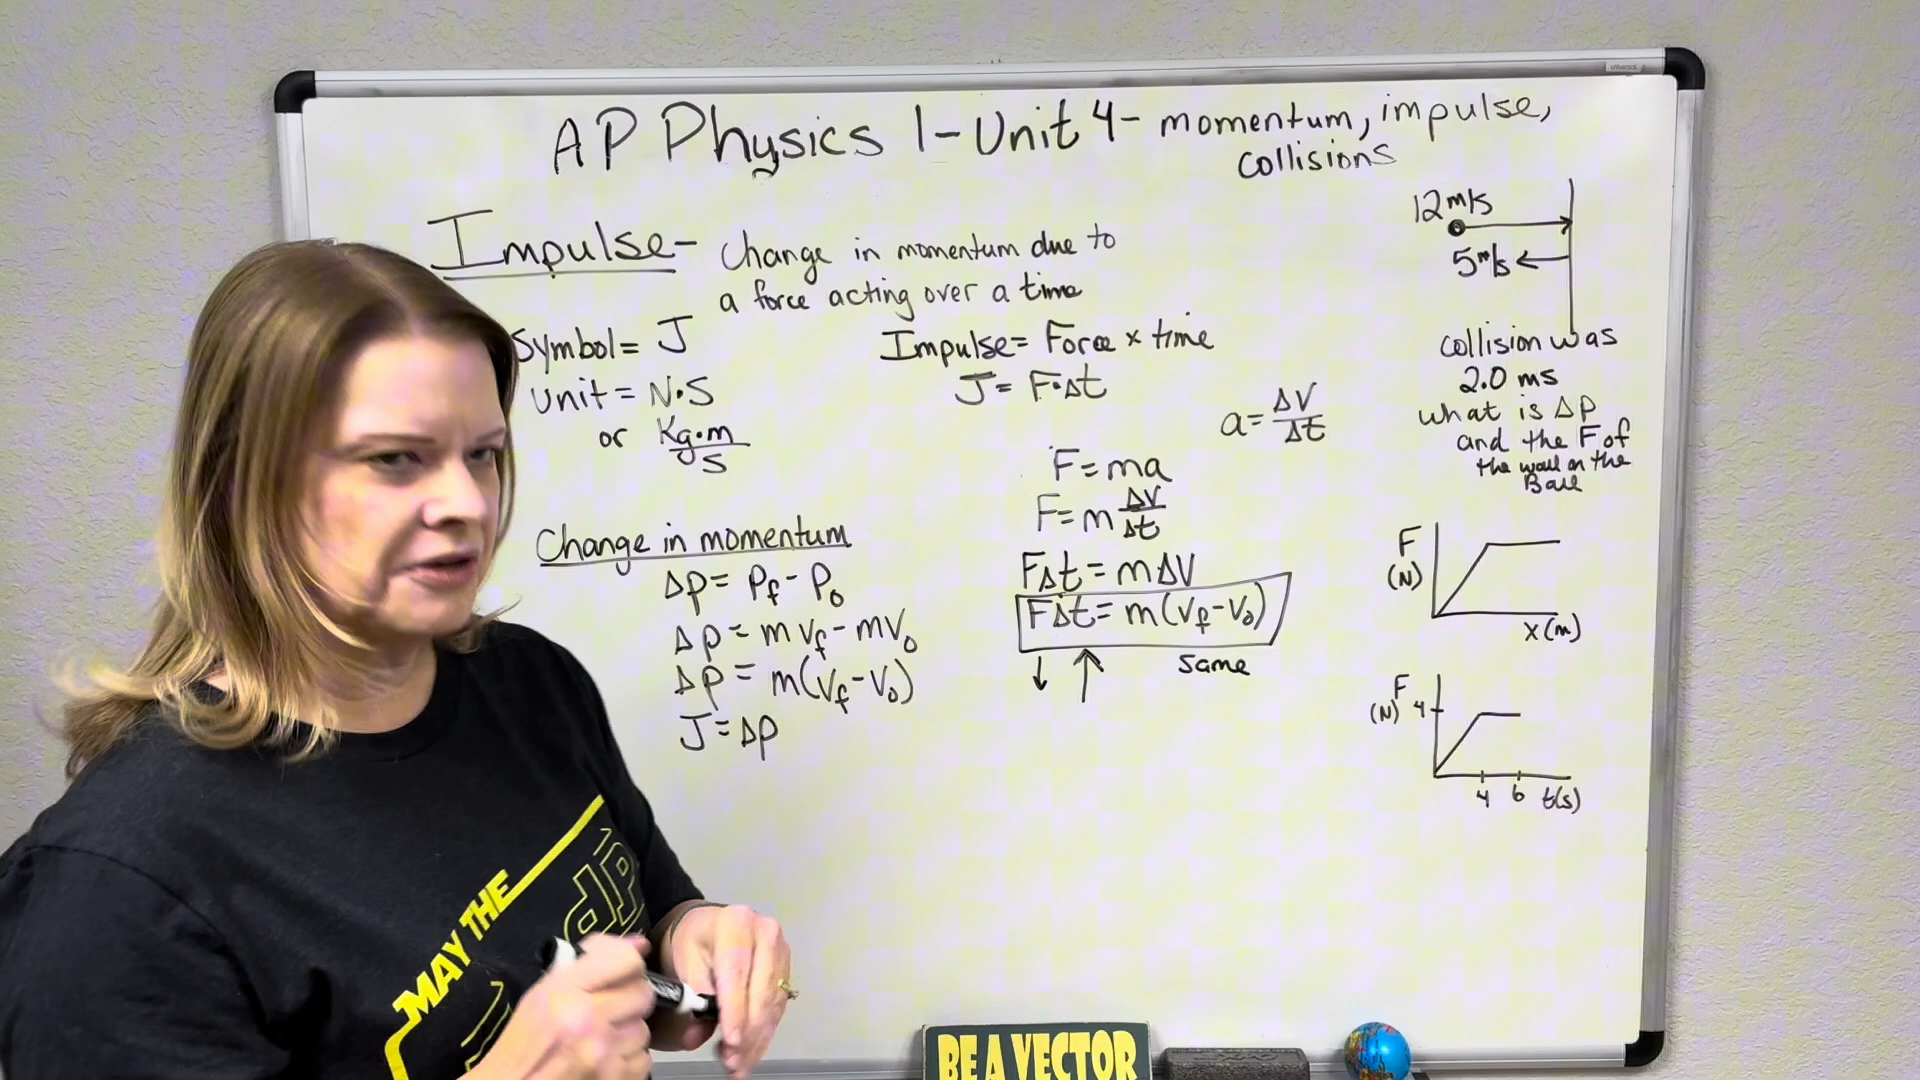 AP Physics 1-Unit 4- momentum, impulse,
collisions
Impulse- Change in momentum due to
a force acting over a time
Symbol= J
Unit = N·S
or Kg·m
S
Impulse= Force x time
J= F·Δt
a= ΔV
Δt
F=ma
F=m ΔV
Δt
FΔt = mΔV
FΔt= m(Vf-V0)
↓ ↑ same
Change in momentum
Δp= Pf- P0
Δp = mVf-mV0
Δp = m(Vf-V0)
J=Δp
12m/s
5m/s
collision was
2.0 ms
what is Δp
and the F of
the wall on the
Ball
F
(N)
X(m)
F
(N) 4
4 6 t(s)
MAY THE
BE A VECTOR